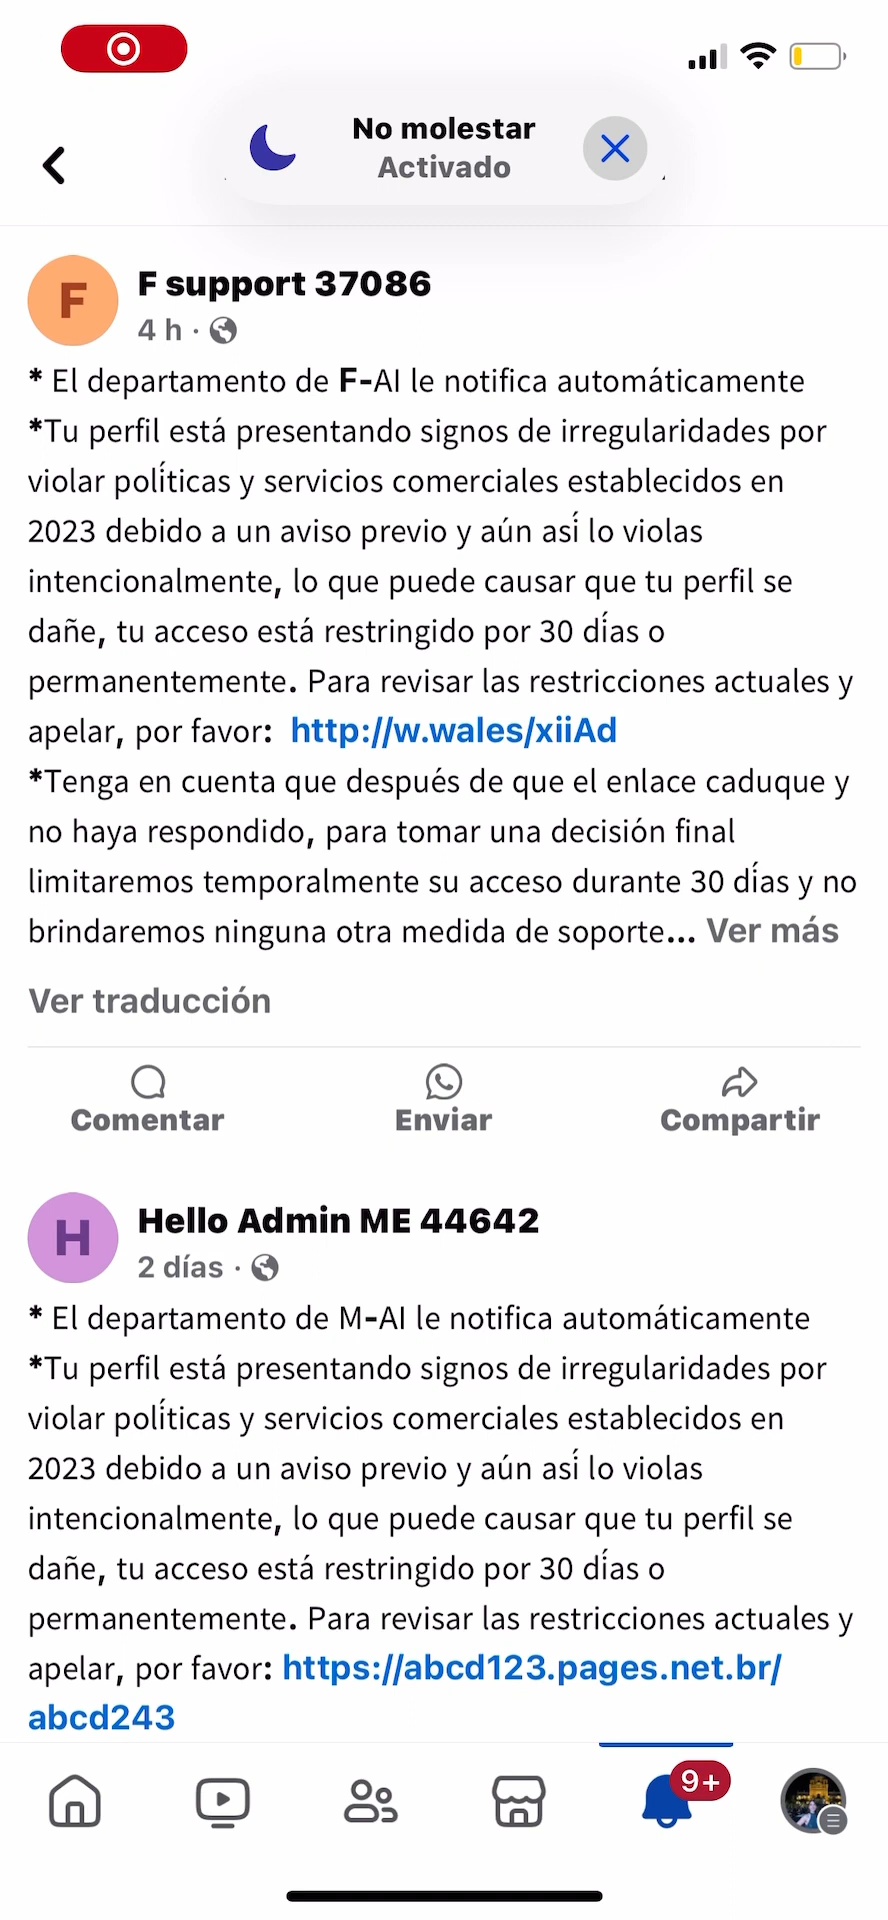 No molestar
Activado
F
F support 37086
4 h ·
* El departamento de F-AI le notifica automáticamente
*Tu perfil está presentando signos de irregularidades por
violar políticas y servicios comerciales establecidos en
2023 debido a un aviso previo y aún así lo violas
intencionalmente, lo que puede causar que tu perfil se
dañe, tu acceso está restringido por 30 días o
permanentemente. Para revisar las restricciones actuales y
apelar, por favor: http://w.wales/xiiAd
*Tenga en cuenta que después de que el enlace caduque y
no haya respondido, para tomar una decisión final
limitaremos temporalmente su acceso durante 30 días y no
brindaremos ninguna otra medida de soporte... Ver más
Ver traducción
Comentar Enviar Compartir
H
Hello Admin ME 44642
2 días ·
* El departamento de M-AI le notifica automáticamente
*Tu perfil está presentando signos de irregularidades por
violar políticas y servicios comerciales establecidos en
2023 debido a un aviso previo y aún así lo violas
intencionalmente, lo que puede causar que tu perfil se
dañe, tu acceso está restringido por 30 días o
permanentemente. Para revisar las restricciones actuales y
apelar, por favor: https://abcd123.pages.net.br/
abcd243
9+